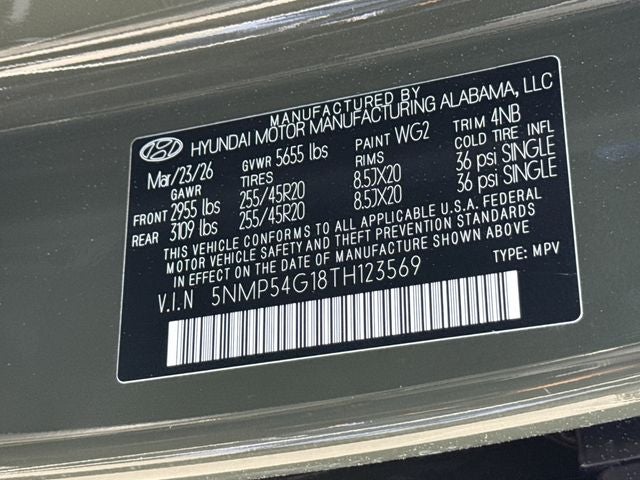 MANUFACTURED BY
HYUNDAI MOTOR MANUFACTURING ALABAMA, LLC
Mar/23/26 GVWR 5655 lbs PAINT WG2 TRIM 4NB
GAWR TIRES RIMS COLD TIRE INFL
FRONT 2955 lbs 255/45R20 8.5JX20 36 psi SINGLE
REAR 3109 lbs 255/45R20 8.5JX20 36 psi SINGLE
THIS VEHICLE CONFORMS TO ALL APPLICABLE U.S.A. FEDERAL
MOTOR VEHICLE SAFETY AND THEFT PREVENTION STANDARDS
IN EFFECT ON THE DATE OF MANUFACTURE SHOWN ABOVE
V.I.N 5NMP54G18TH123569 TYPE: MPV